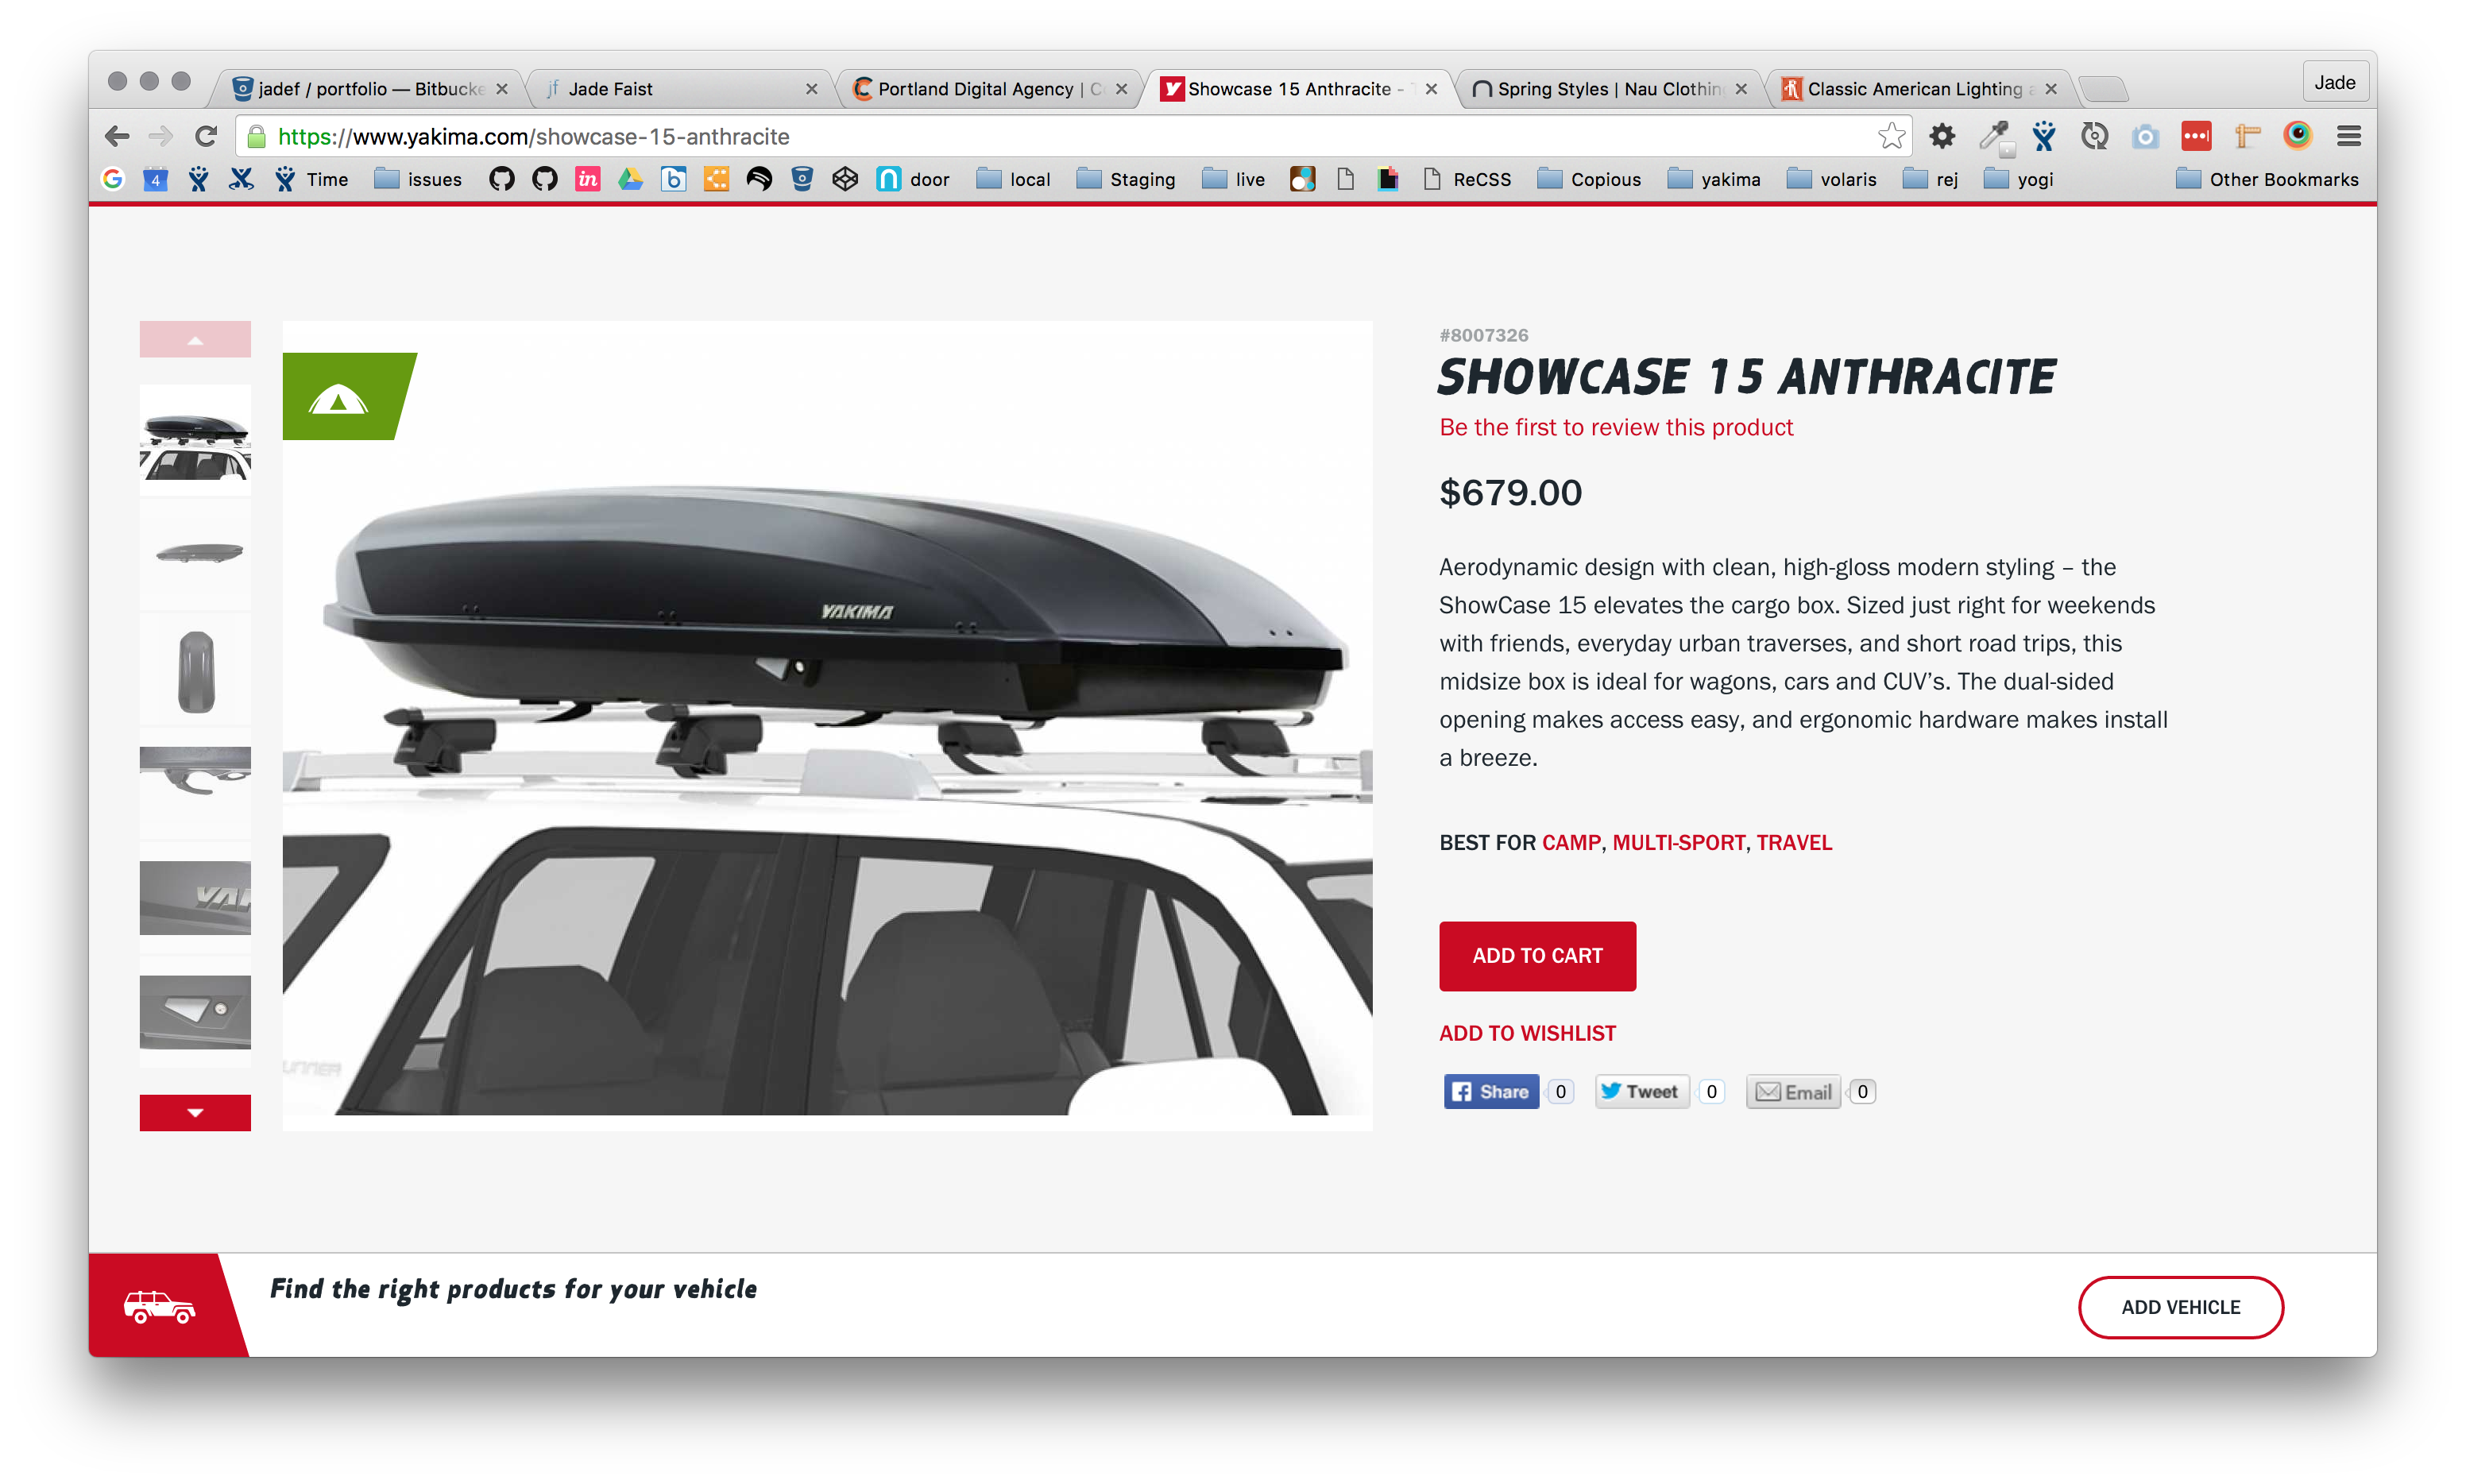 jadef / portfolio — Bitbucke
Jade Faist
Portland Digital Agency | C
Showcase 15 Anthracite -
Spring Styles | Nau Clothin
Classic American Lighting
Jade
https://www.yakima.com/showcase-15-anthracite
4
Time
issues
in
b
door
local
Staging
live
ReCSS
Copious
yakima
volaris
rej
yogi
Other Bookmarks
#8007326
SHOWCASE 15 ANTHRACITE
Be the first to review this product
$679.00
Aerodynamic design with clean, high-gloss modern styling – the
ShowCase 15 elevates the cargo box. Sized just right for weekends
with friends, everyday urban traverses, and short road trips, this
midsize box is ideal for wagons, cars and CUV’s. The dual-sided
opening makes access easy, and ergonomic hardware makes install
a breeze.
BEST FOR CAMP, MULTI-SPORT, TRAVEL
ADD TO CART
ADD TO WISHLIST
Share 0 Tweet 0 Email 0
YAKIMA
YAK
UNNER
Find the right products for your vehicle
ADD VEHICLE